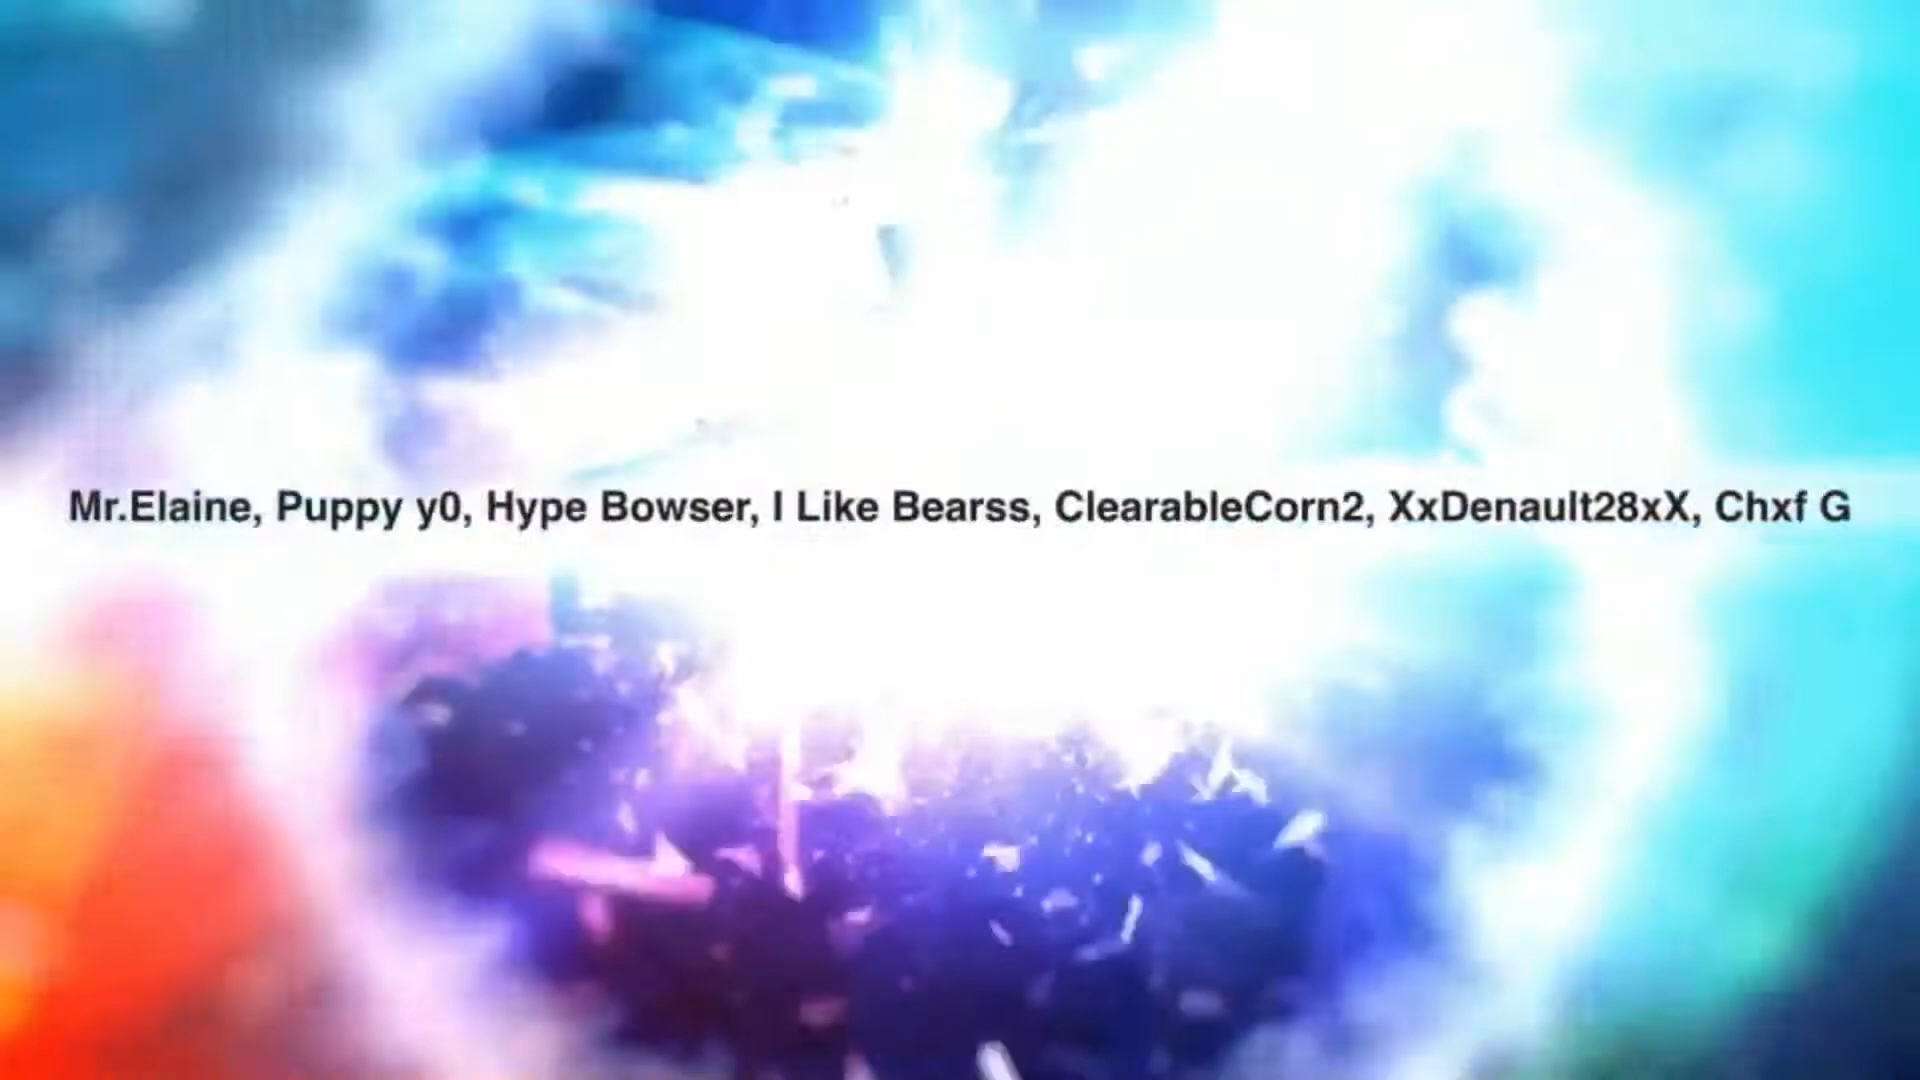 Mr.Elaine, Puppy y0, Hype Bowser, I Like Bearss, ClearableCorn2, XxDenault28xX, Chxf G